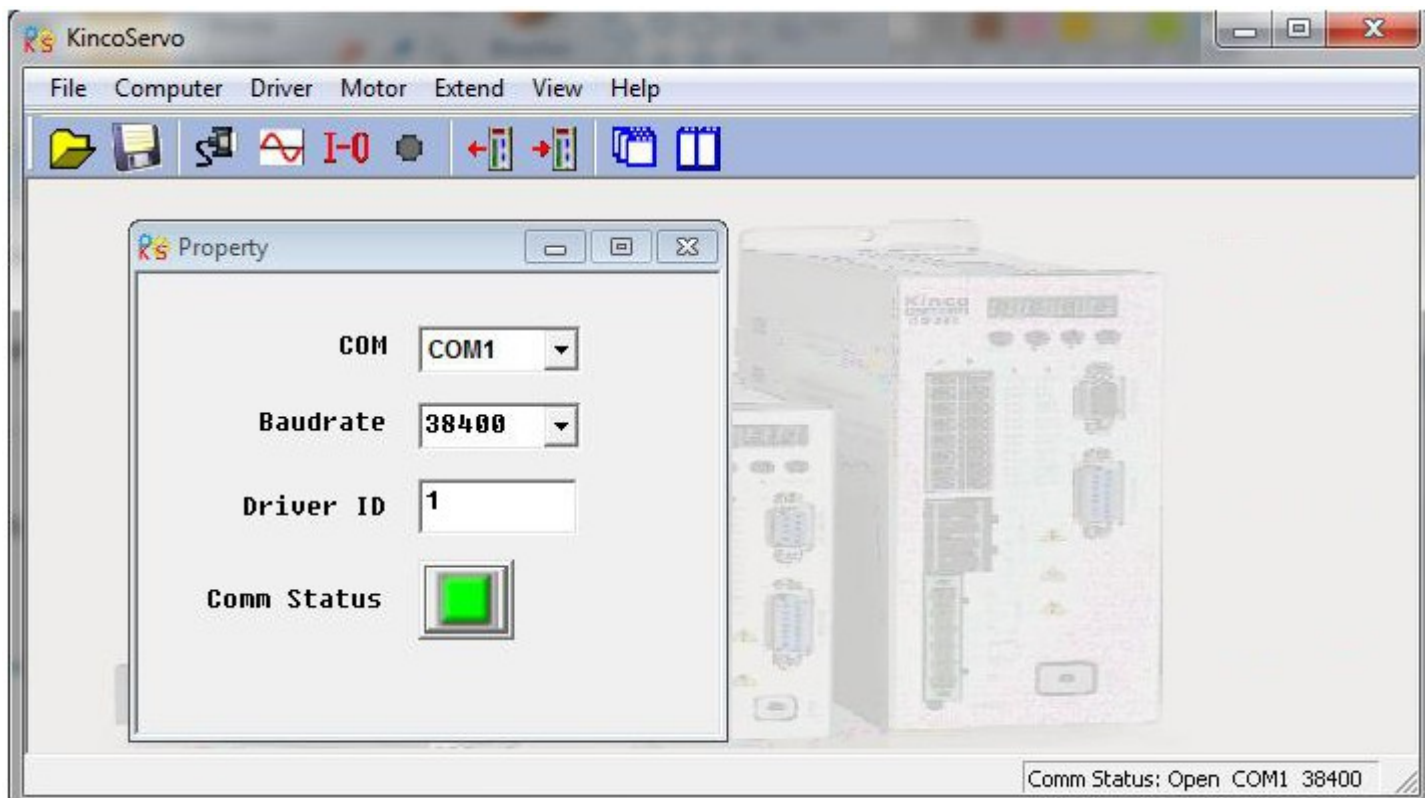 KincoServo
File Computer Driver Motor Extend View Help
I-O
Property
COM COM1
Baudrate 38400
Driver ID 1
Comm Status
Kinco
Comm Status: Open COM1 38400